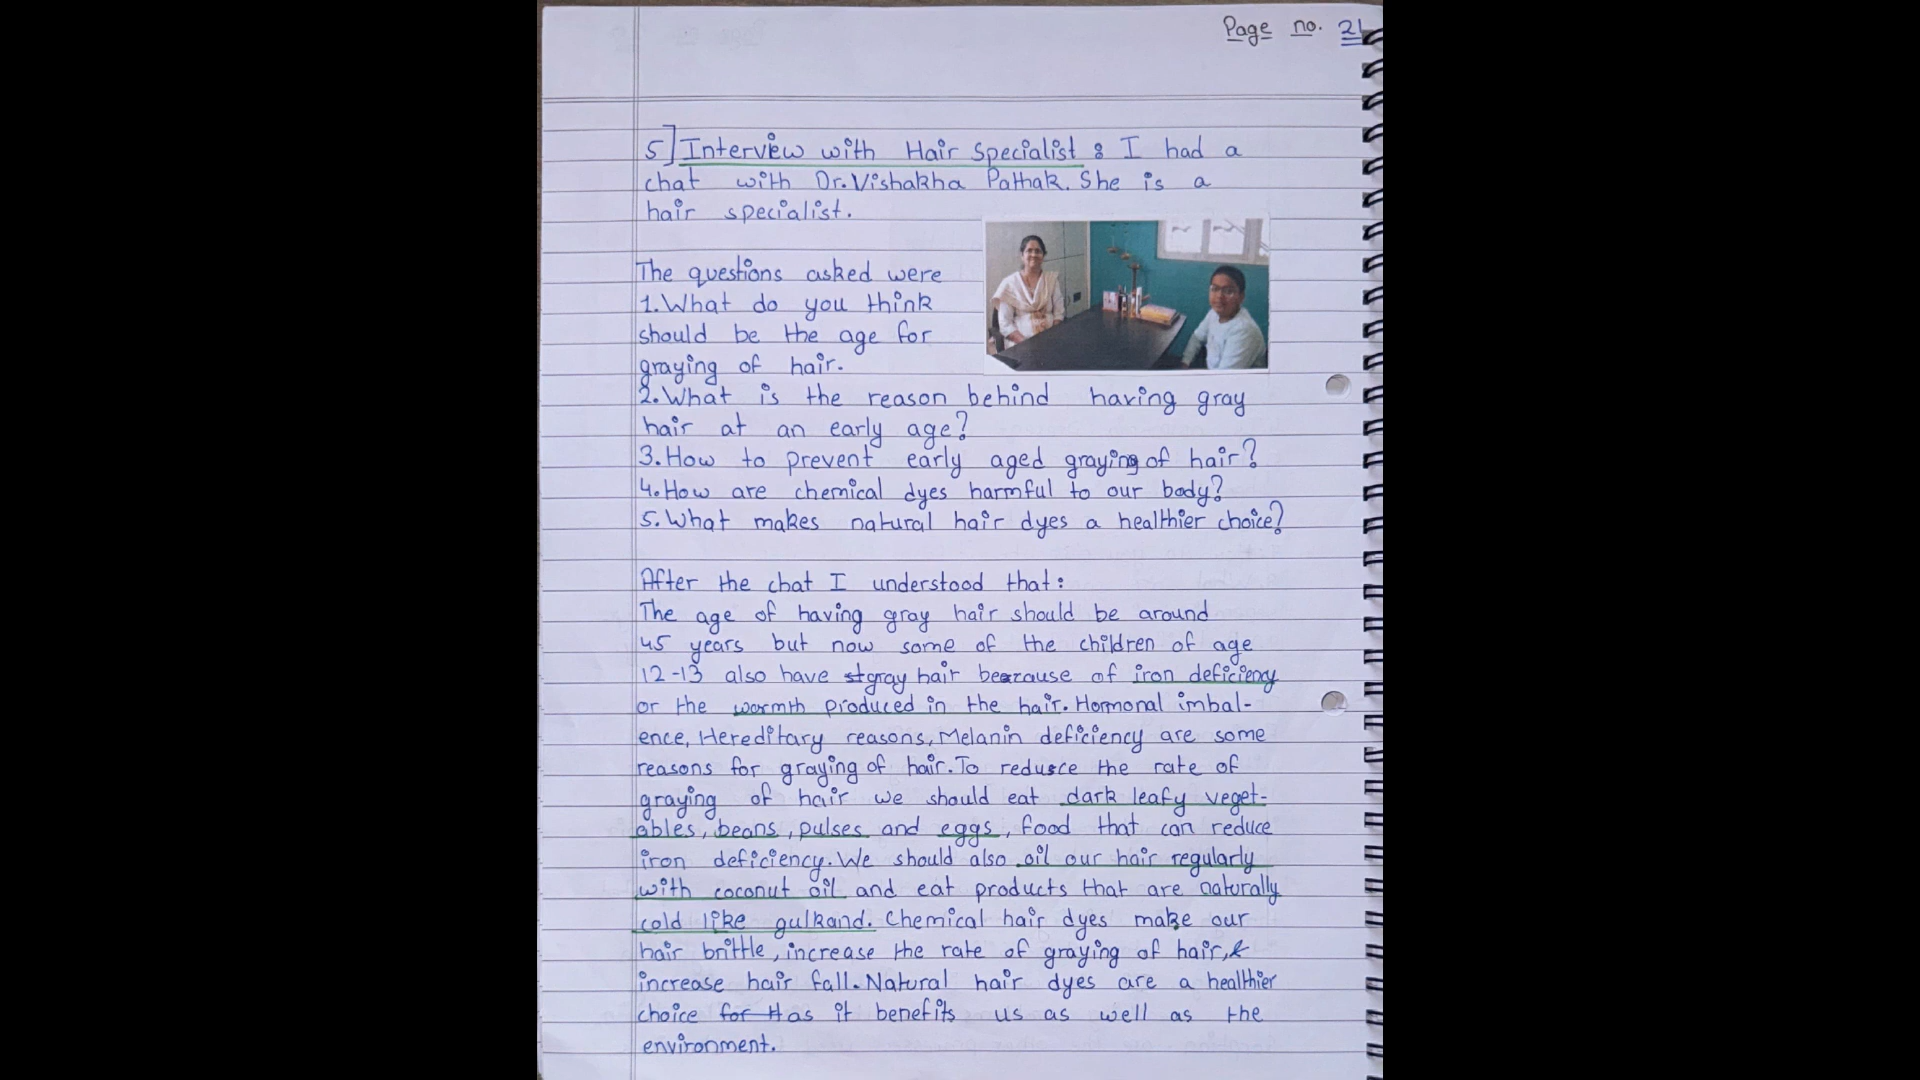 Page no. 21
5] Interview with Hair Specialist : I had a
chat with Dr. Vishakha Pathak. She is a
hair specialist.
The questions asked were
1. What do you think
should be the age for
graying of hair.
2. What is the reason behind having gray
hair at an early age?
3. How to prevent early aged graying of hair?
4. How are chemical dyes harmful to our body?
5. What makes natural hair dyes a healthier choice?
After the chat I understood that:
The age of having gray hair should be around
45 years but now some of the children of age
12-13 also have gray hair because of iron deficiency
or the warmth produced in the hair. Hormonal imbal-
ence, Hereditary reasons, Melanin deficiency are some
reasons for graying of hair. To reduce the rate of
graying of hair we should eat dark leafy veget-
ables, beans, pulses and eggs, food that can reduce
iron deficiency. We should also oil our hair regularly
with coconut oil and eat products that are naturally
cold like gulkand. Chemical hair dyes make our
hair brittle, increase the rate of graying of hair, &
increase hair fall. Natural hair dyes are a healthier
choice as it benefits us as well as the
environment.